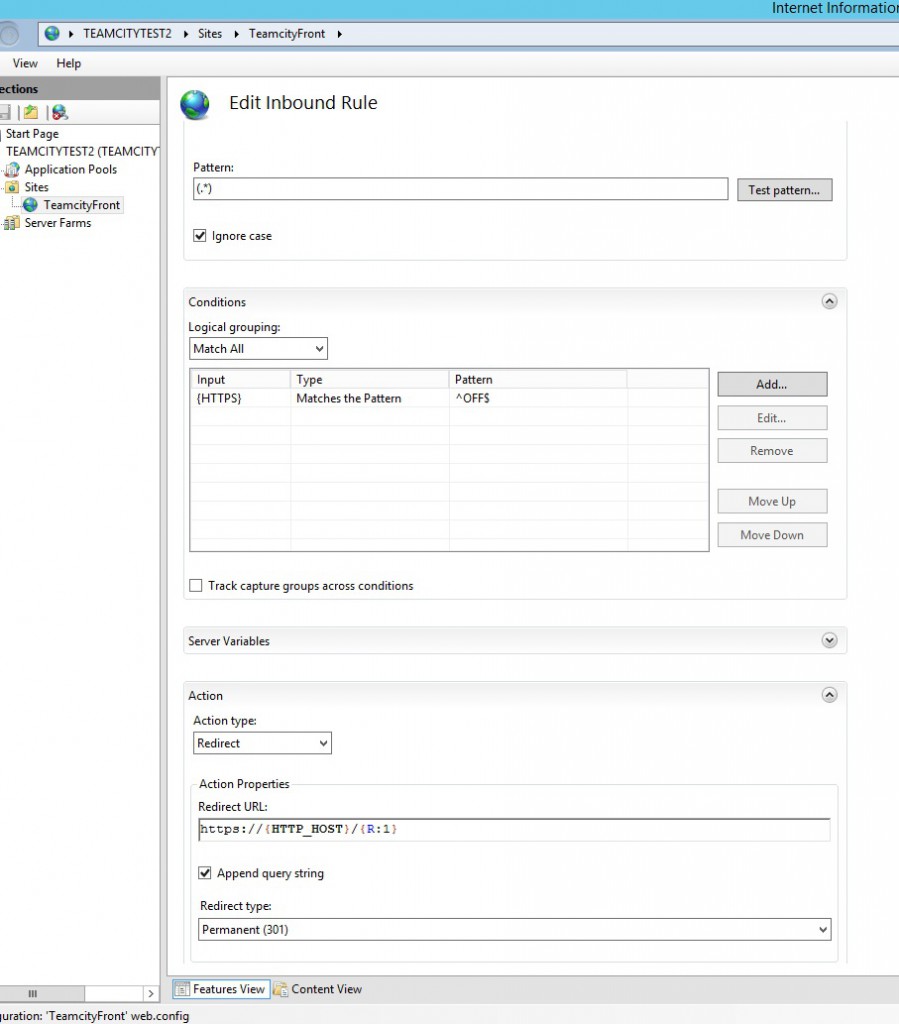 Internet Information
TEAMCITYTEST2 Sites TeamcityFront
View Help
ections
Start Page
TEAMCITYTEST2 (TEAMCITY
Application Pools
Sites
TeamcityFront
Server Farms
Edit Inbound Rule
Pattern:
(.*)
Test pattern...
Ignore case
Conditions
Logical grouping:
Match All
Input Type Pattern
{HTTPS} Matches the Pattern ^OFF$
Add...
Edit...
Remove
Move Up
Move Down
Track capture groups across conditions
Server Variables
Action
Action type:
Redirect
Action Properties
Redirect URL:
https://{HTTP_HOST}/{R:1}
Append query string
Redirect type:
Permanent (301)
Features View Content View
guration: 'TeamcityFront' web.config